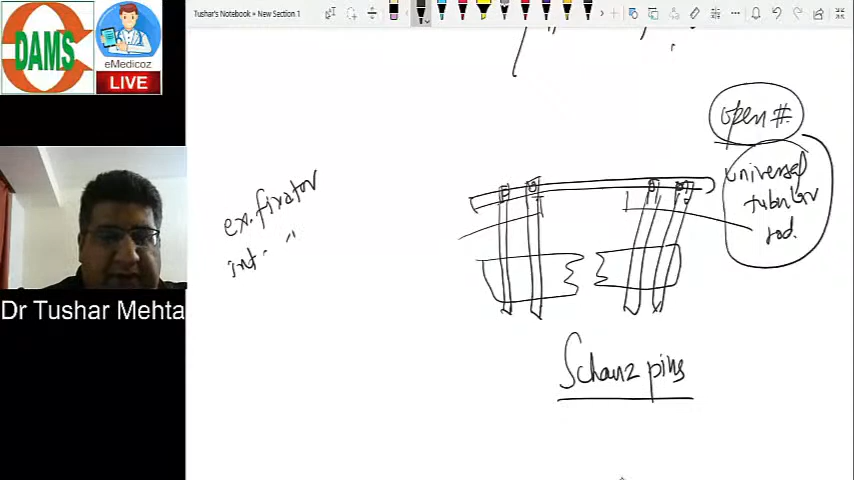 DAMS
eMedicoz
LIVE
Tushar's Notebook > New Section 1
open #.
universal
tubular
rod.
ex. fixator
int. "
Dr Tushar Mehta
Schanz pins